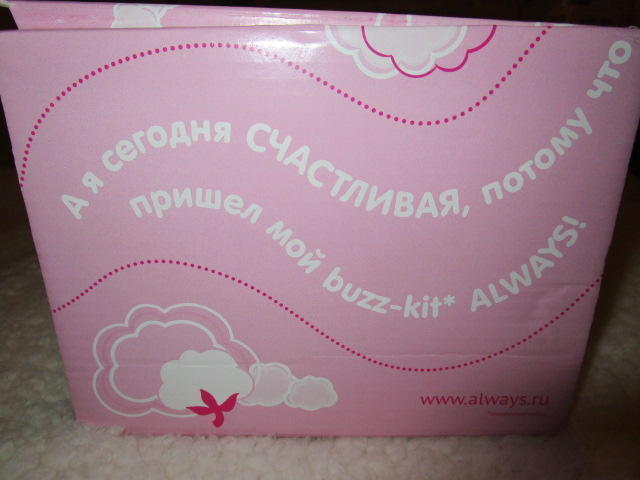 А я сегодня СЧАСТЛИВАЯ, потому что
пришел мой buzz-kit* ALWAYS!
www.always.ru